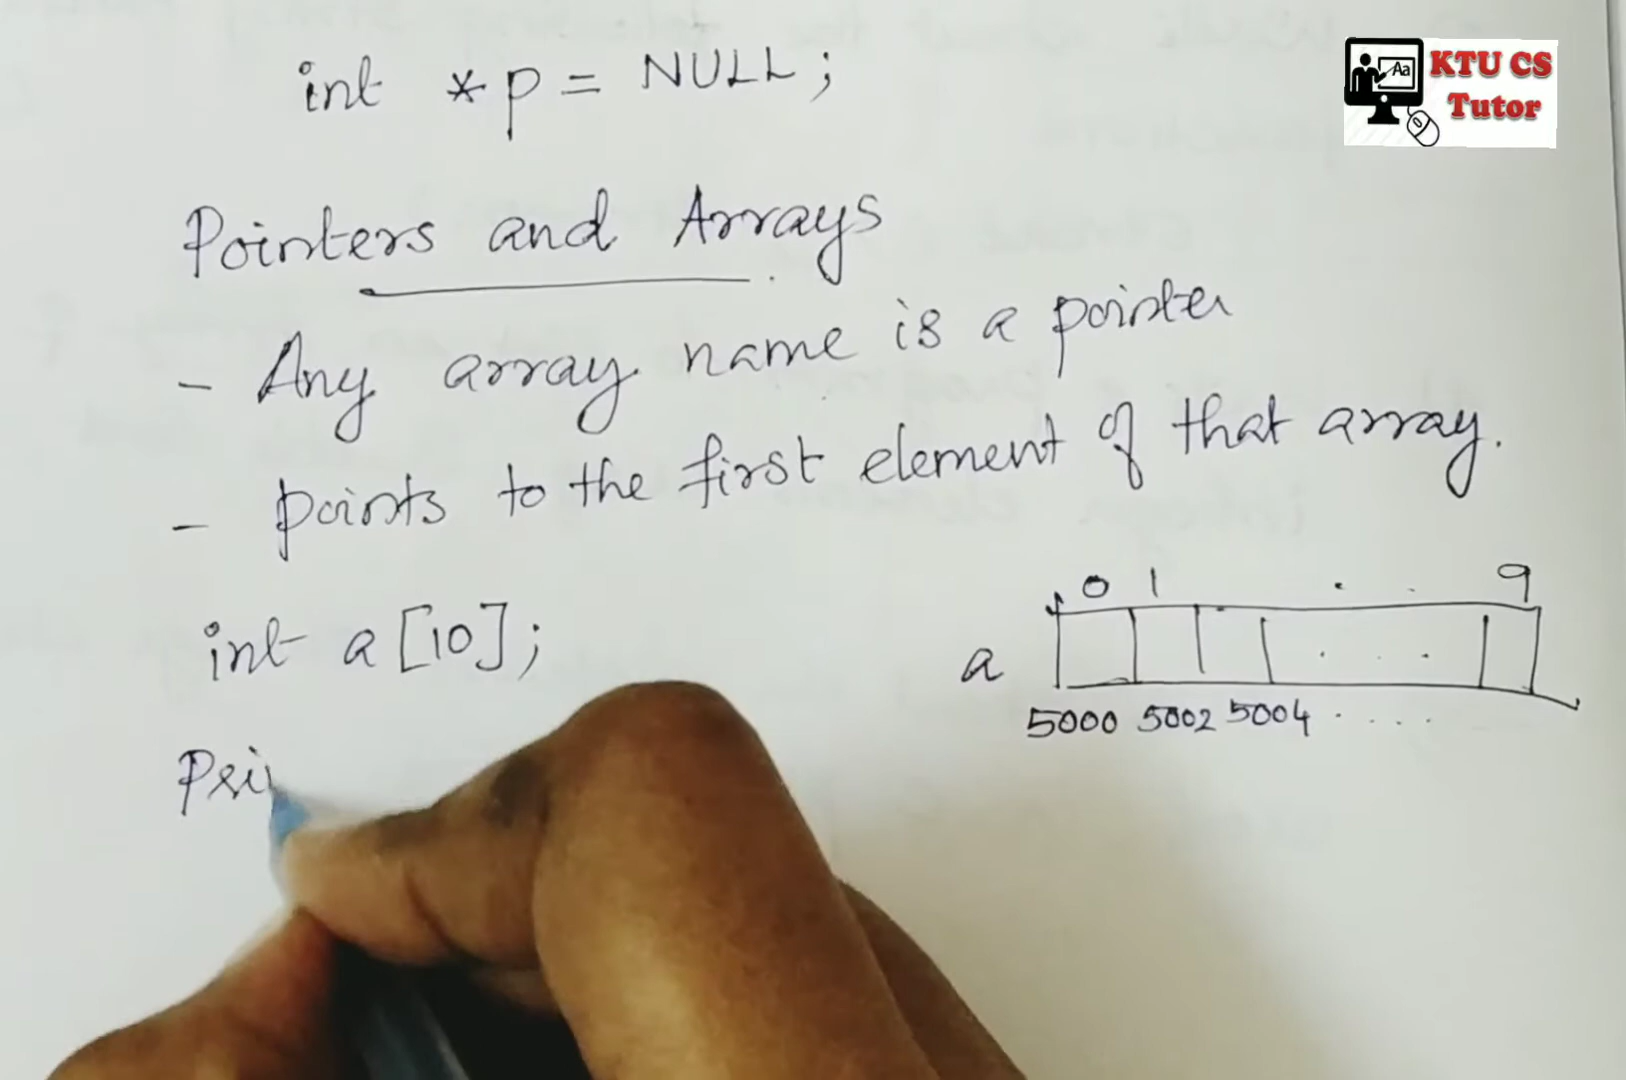 int *p = NULL;
KTU CS
Tutor
Aa
Pointers and Arrays
- Any array name is a pointer
- points to the first element of that array.
int a[10];
0 1 . . 9
a . . .
5000 5002 5004 . . . .
Pri